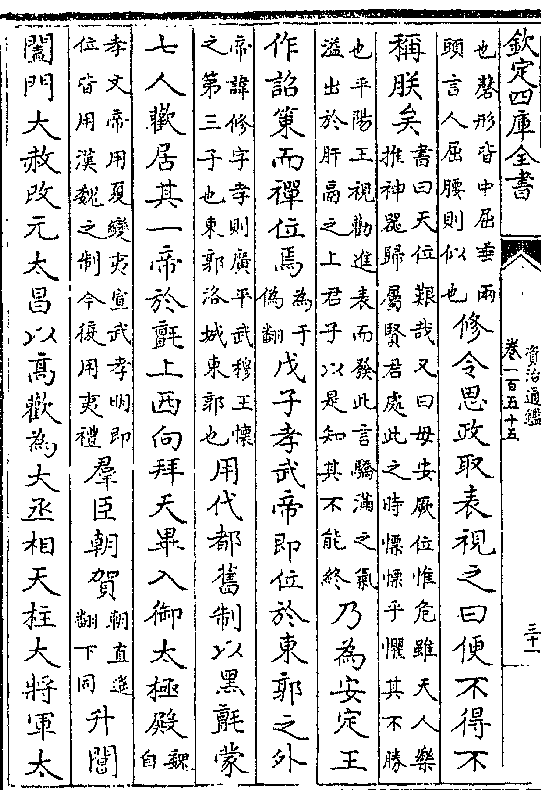 欽定四庫全書
資治通鑑
卷一百五十五
三十
也磬形皆中屈垂兩
頭言人屈腰則似也
修令思政取表視之曰便不得不
稱朕矣
書曰天位艱哉又曰毋安厥位惟危雖天人樂
推神器歸屬賢君處此之時慄慄乎懼其不勝
也平陽王視勸進表而發此言驕滿之氣
溢出於肝鬲之上君子以是知其不能終
乃為安定王
作詔策而禪位焉
為于
偽翻
戊子孝武帝即位於東郭之外
帝諱修字孝則廣平武穆王懷
之第三子也東郭洛城東郭也
用代都舊制以黑氈蒙
七人歡居其一帝於氈上西向拜天畢入御太極殿
魏
自
孝文帝用夏變夷宣武孝明即
位皆用漢魏之制今復用夷禮
羣臣朝賀
朝直遙
翻下同
升閶
闔門大赦改元太昌以高歡為大丞相天柱大將軍太